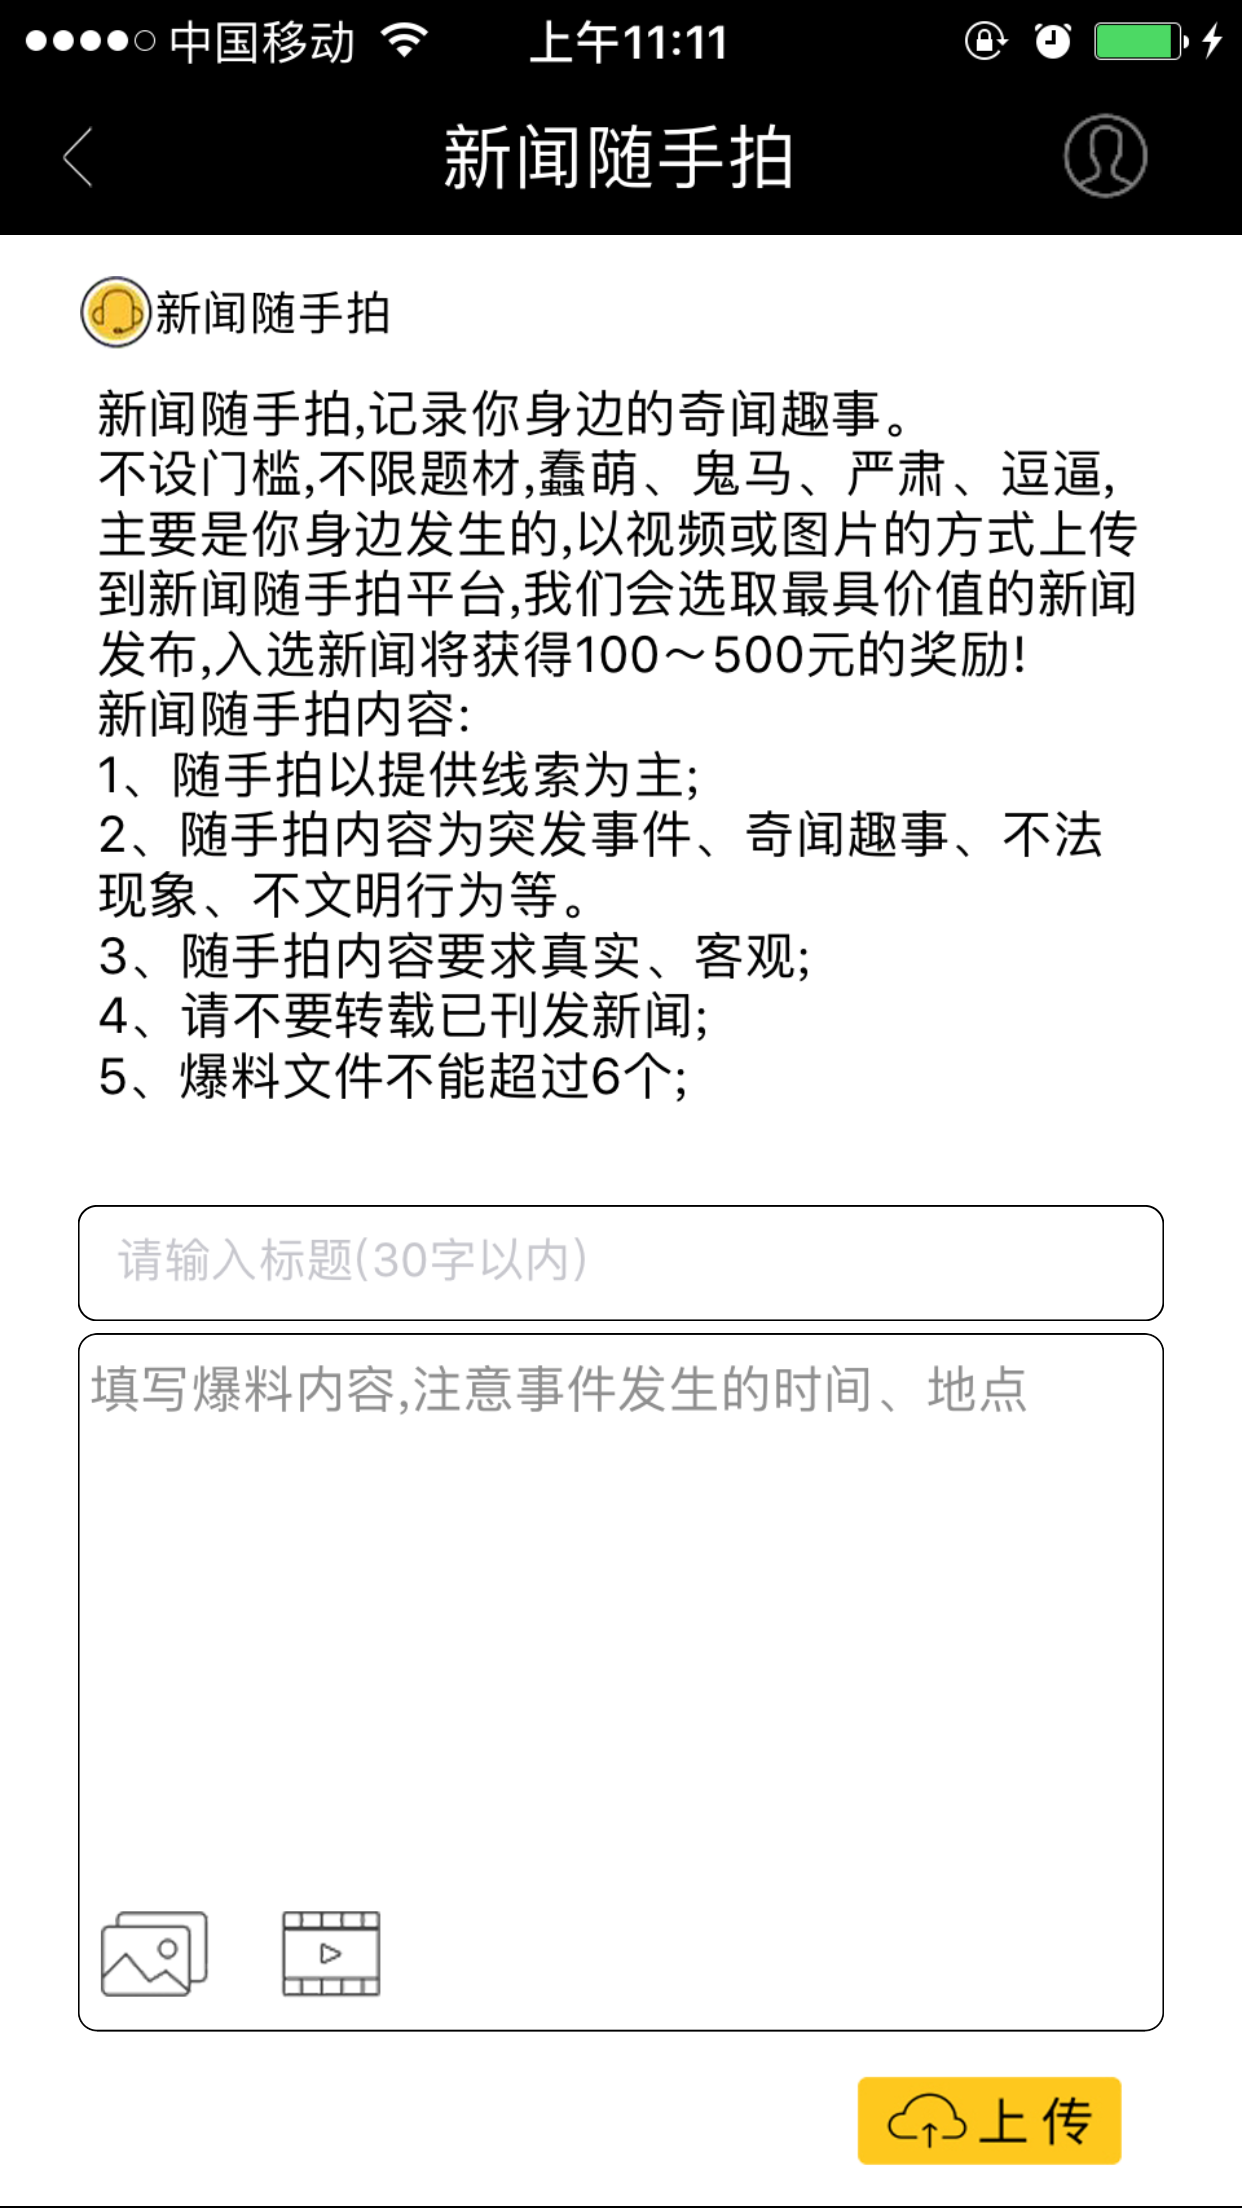 中国移动
上午11:11
新闻随手拍
新闻随手拍
新闻随手拍,记录你身边的奇闻趣事。
不设门槛,不限题材,蠢萌、鬼马、严肃、逗逼,
主要是你身边发生的,以视频或图片的方式上传
到新闻随手拍平台,我们会选取最具价值的新闻
发布,入选新闻将获得100～500元的奖励!
新闻随手拍内容:
1、随手拍以提供线索为主;
2、随手拍内容为突发事件、奇闻趣事、不法
现象、不文明行为等。
3、随手拍内容要求真实、客观;
4、请不要转载已刊发新闻;
5、爆料文件不能超过6个;
请输入标题(30字以内)
填写爆料内容,注意事件发生的时间、地点
上传